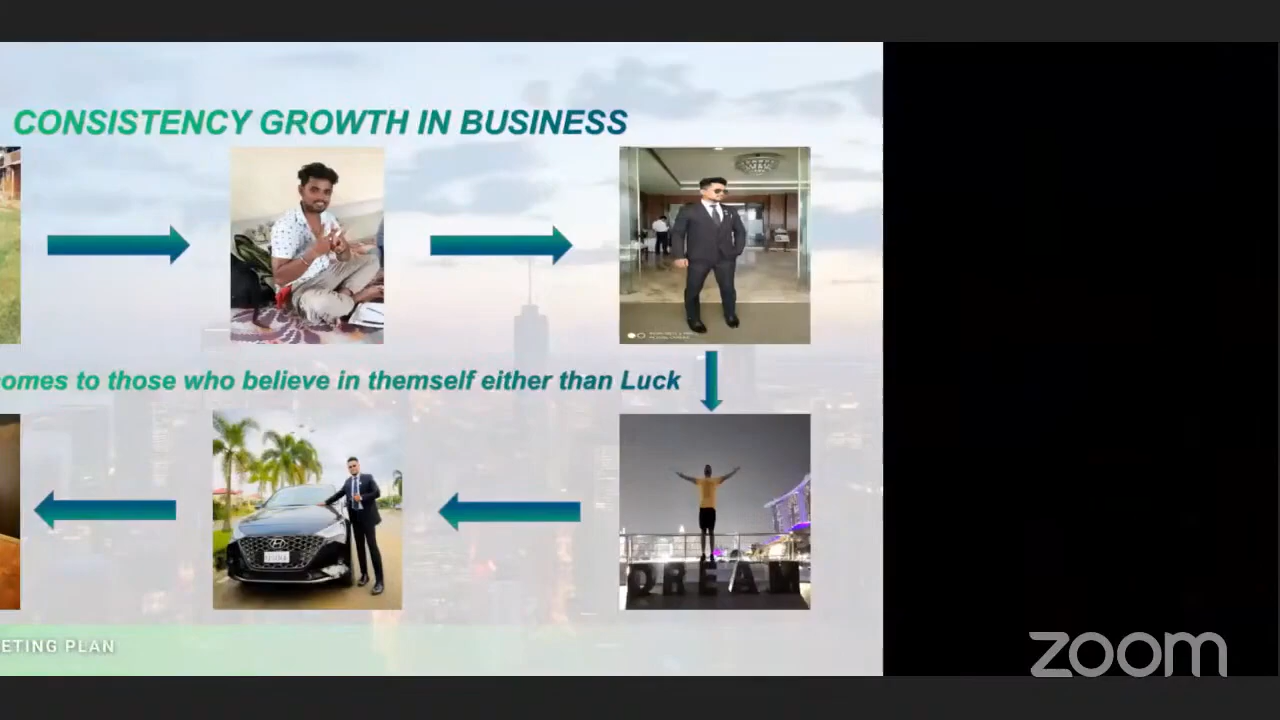 CONSISTENCY GROWTH IN BUSINESS
omes to those who believe in themself either than Luck
DREAM
ETING PLAN
zoom